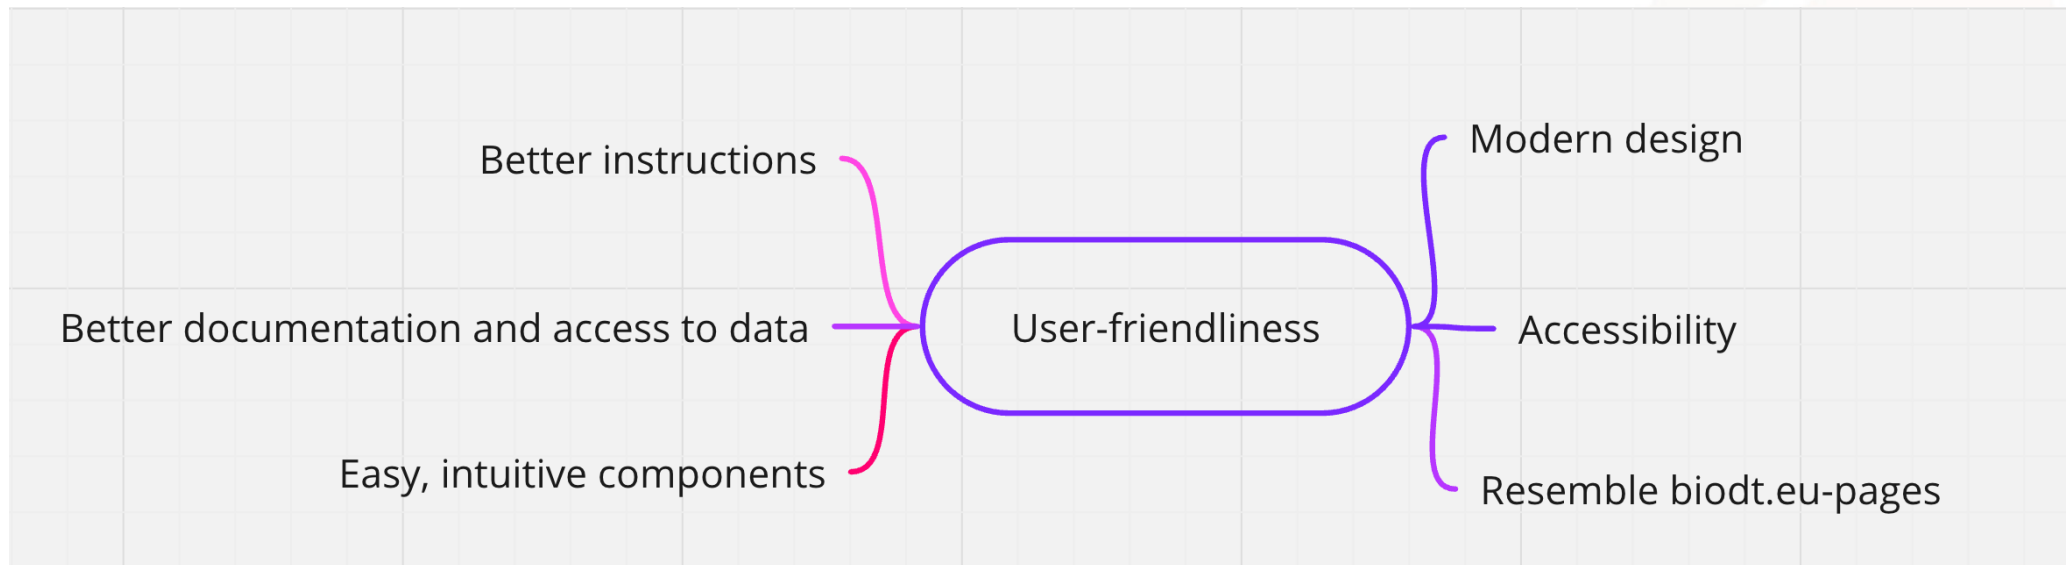 Better instructions
Better documentation and access to data
Easy, intuitive components
User-friendliness
Modern design
Accessibility
Resemble biodt.eu-pages